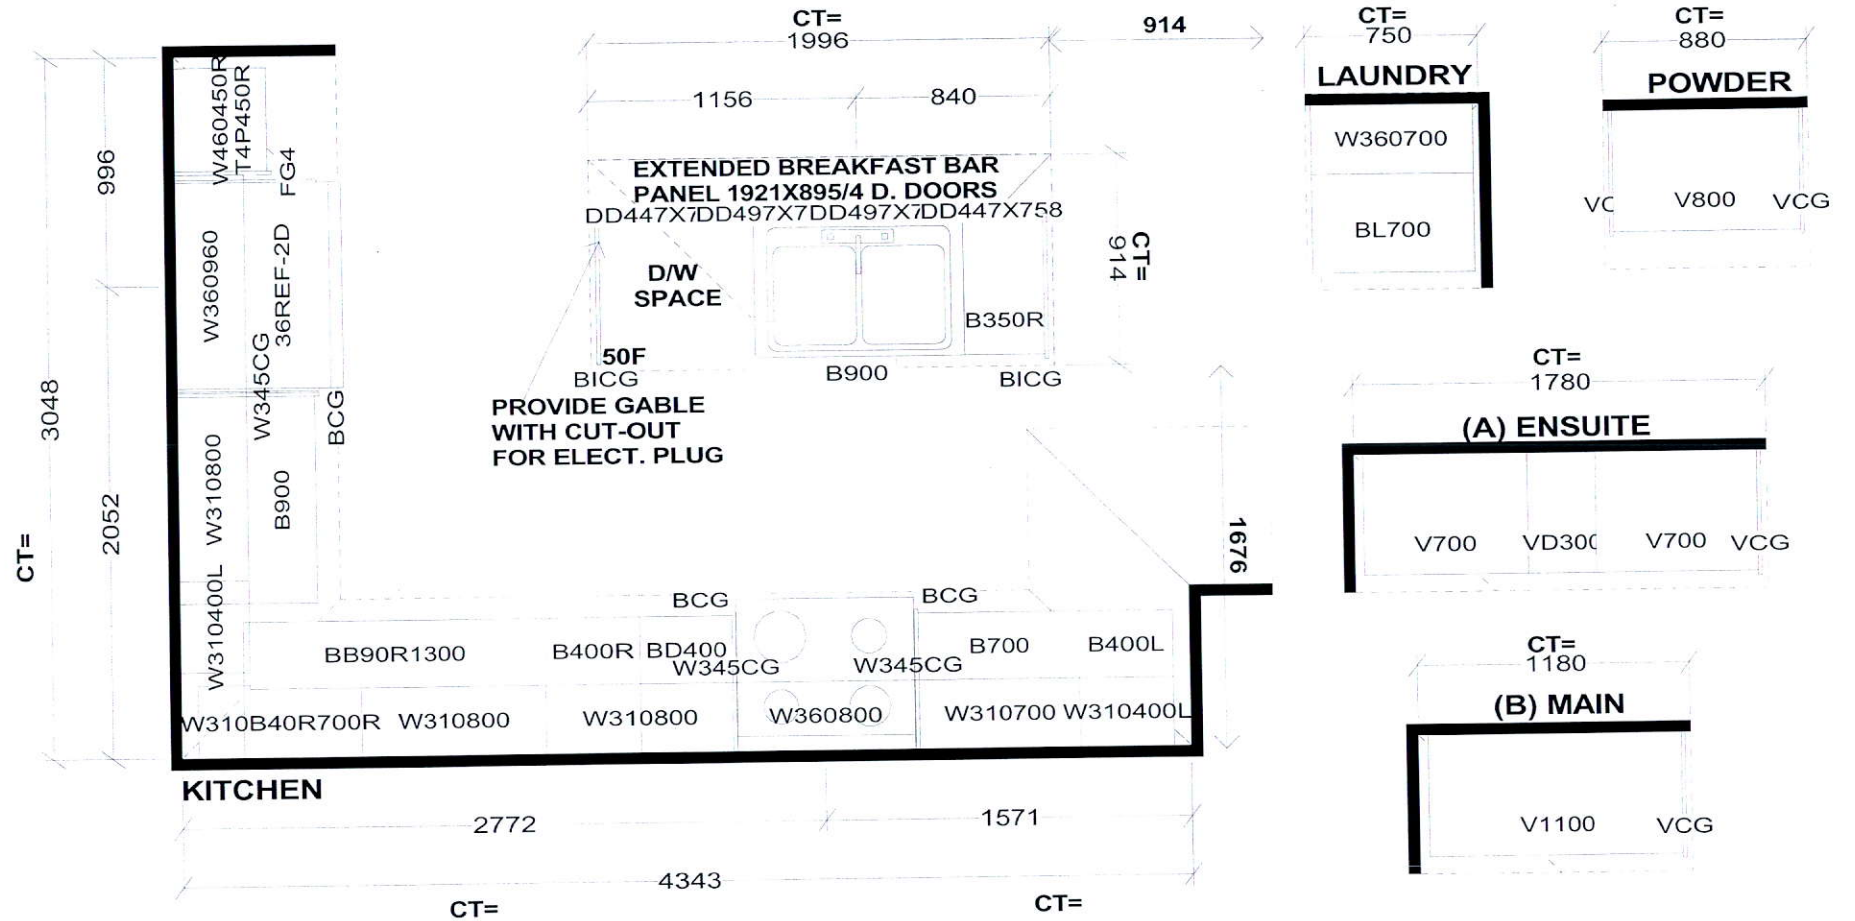 CT=
1996
914
1156
840
EXTENDED BREAKFAST BAR
PANEL 1921X895/4 D. DOORS
DD447X7DD497X7DD497X7DD447X758
D/W
SPACE
B350R
50F
BICG
B900
BICG
CT=
914
PROVIDE GABLE
WITH CUT-OUT
FOR ELECT. PLUG
1676
996
2052
3048
CT=
W460450R
T4P450R
FG4
W360960
36REF-2D
W345CG
BCG
W310800
B900
W310400L
BCG
BCG
BB90R1300
B400R
BD400
W345CG
W345CG
B700
B400L
W310B40R700R
W310800
W310800
W360800
W310700
W310400L
KITCHEN
2772
1571
4343
CT=
CT=
CT=
750
LAUNDRY
W360700
BL700
CT=
880
POWDER
VC
V800
VCG
CT=
1780
(A) ENSUITE
V700
VD300
V700
VCG
CT=
1180
(B) MAIN
V1100
VCG